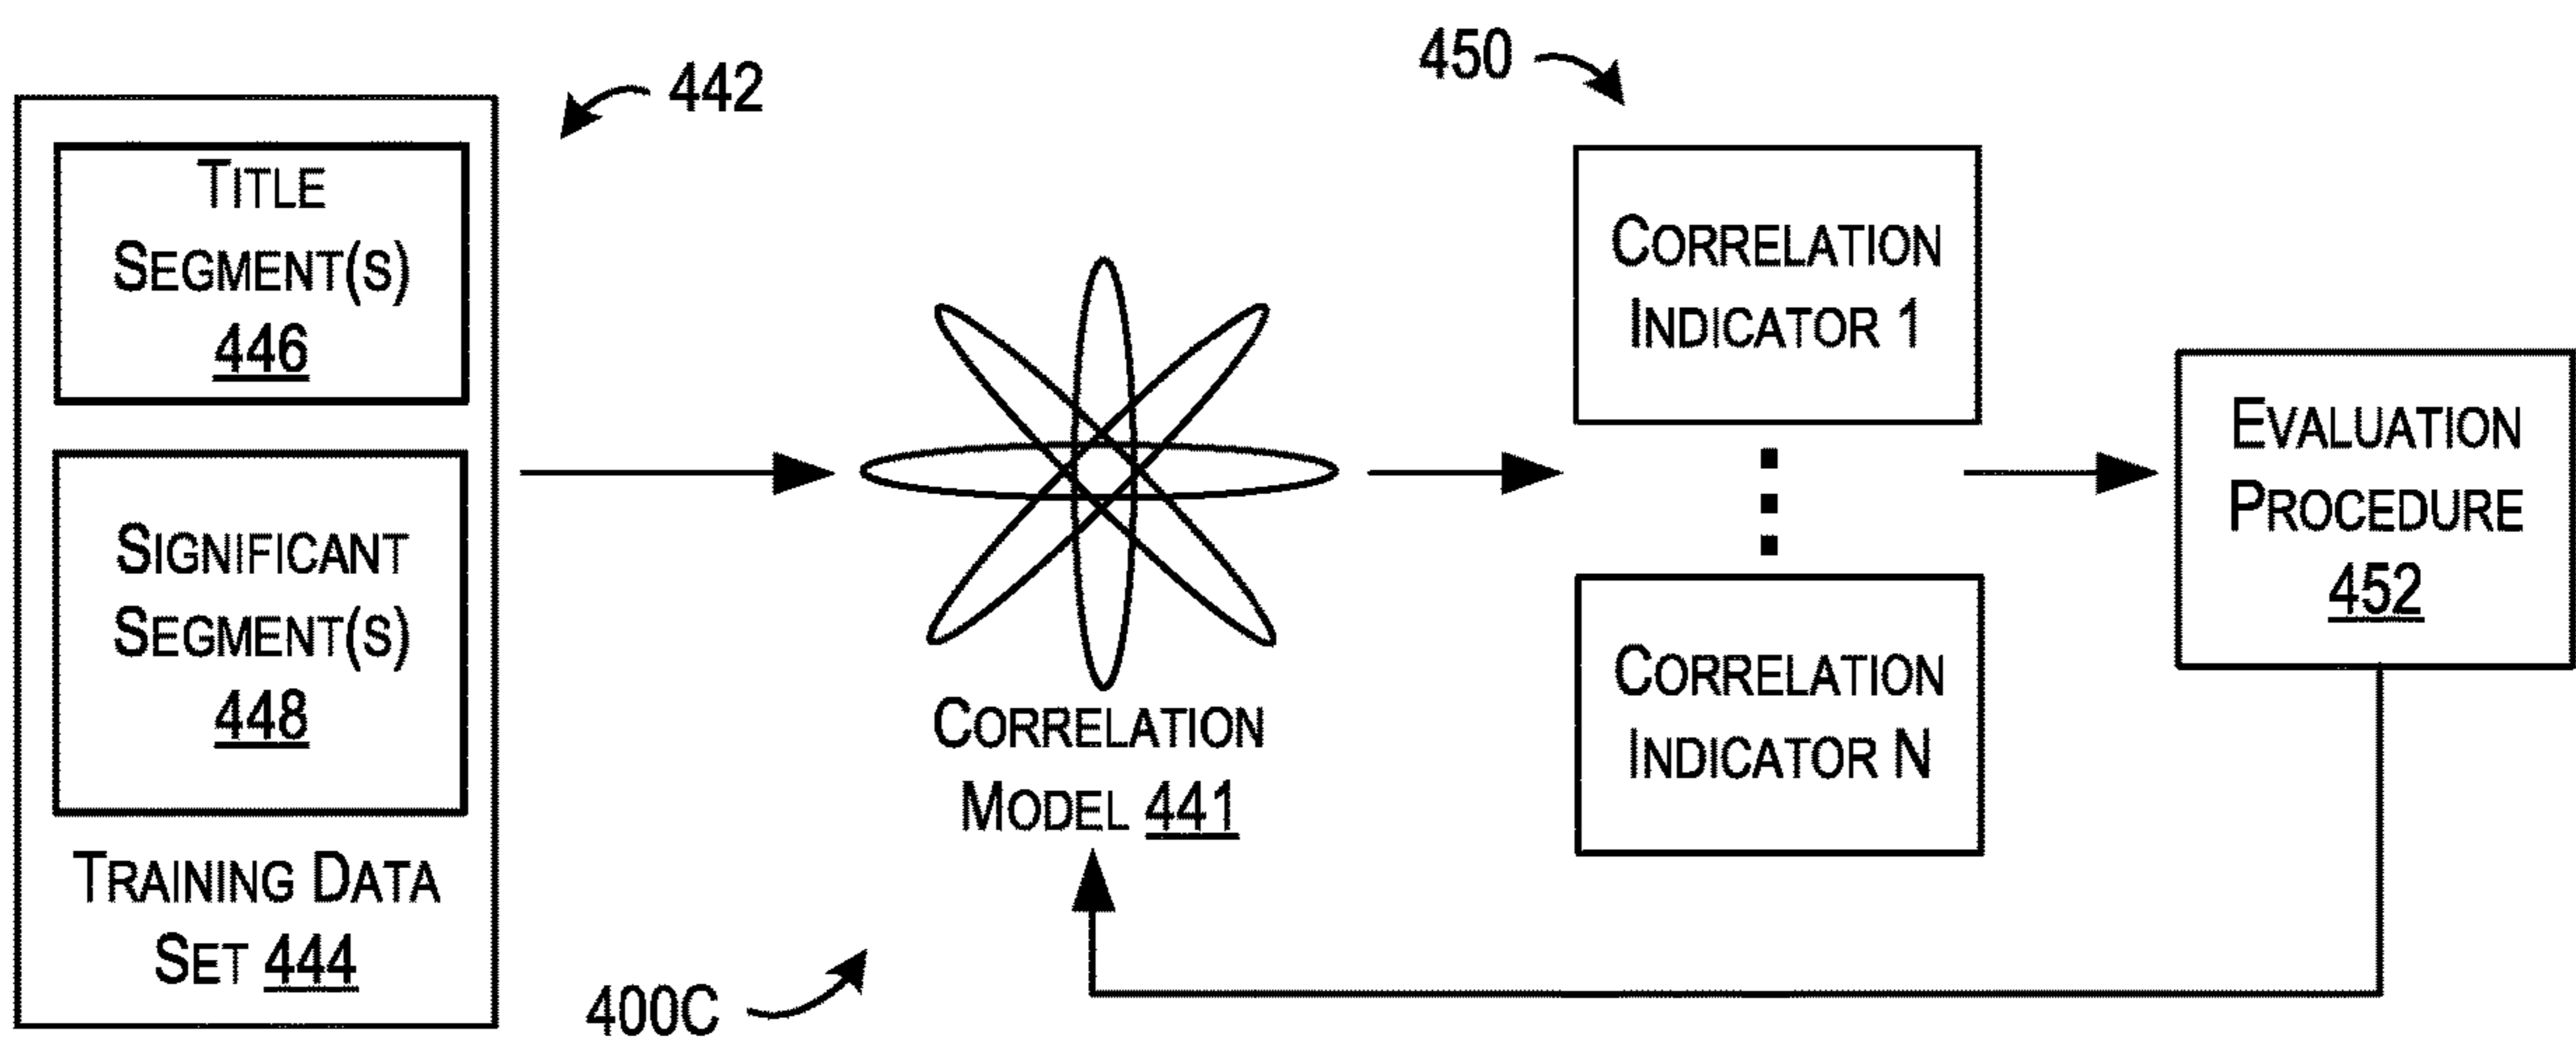 442
TITLE
SEGMENT(S)
446
SIGNIFICANT
SEGMENT(S)
448
TRAINING DATA
SET 444
CORRELATION
MODEL 441
400C
450
CORRELATION
INDICATOR 1
CORRELATION
INDICATOR N
EVALUATION
PROCEDURE
452